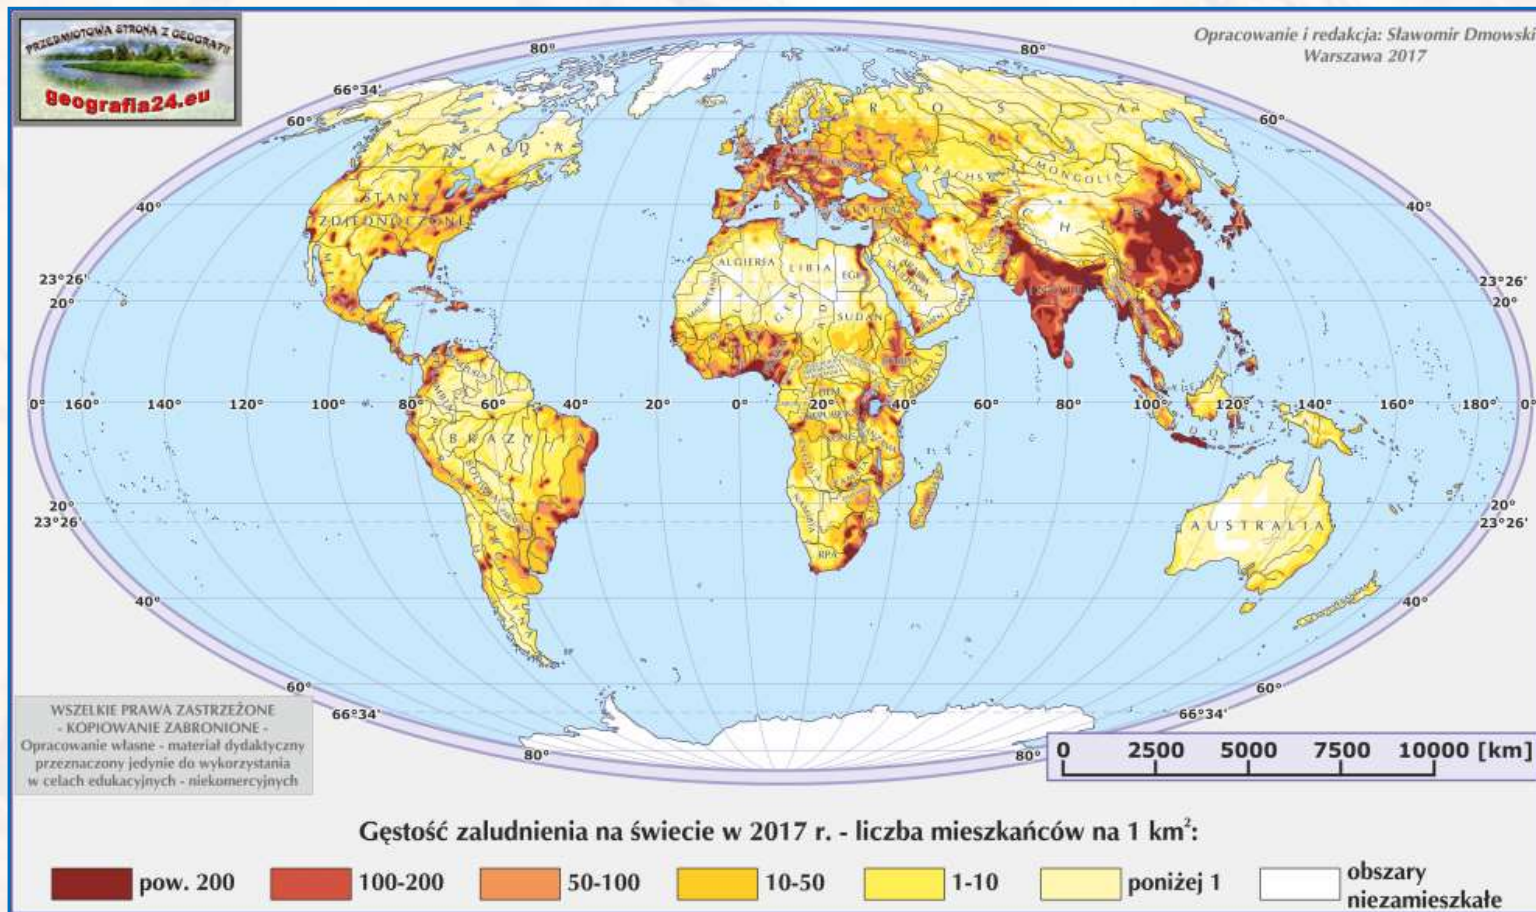 PRZEDMIOTOWA STRONA Z GEOGRAFII
geografia24.eu
Opracowanie i redakcja: Sławomir Dmowski
Warszawa 2017
80° 80°
66°34'
60° 60°
R O S J A
K A N A D A
MONGOLIA
STANY
ZJEDNOCZONE
40° 40°
C H
ALGIERIA LIBIA
23°26' 23°26'
20° 20°
SUDAN
0° 160° 140° 120° 100° 80° 60° 40° 20° 0° 20° 40° 60° 80° 100° 120° 140° 160° 180° 0°
BRAZYLIA
20° 20°
23°26' 23°26'
AUSTRALIA
RPA
40° 40°
60° 60°
66°34' 66°34'
80° 80°
WSZELKIE PRAWA ZASTRZEŻONE
- KOPIOWANIE ZABRONIONE -
Opracowanie własne - materiał dydaktyczny
przeznaczony jedynie do wykorzystania
w celach edukacyjnych - niekomercyjnych
0 2500 5000 7500 10000 [km]
Gęstość zaludnienia na świecie w 2017 r. - liczba mieszkańców na 1 km²:
pow. 200 100-200 50-100 10-50 1-10 poniżej 1 obszary
niezamieszkałe